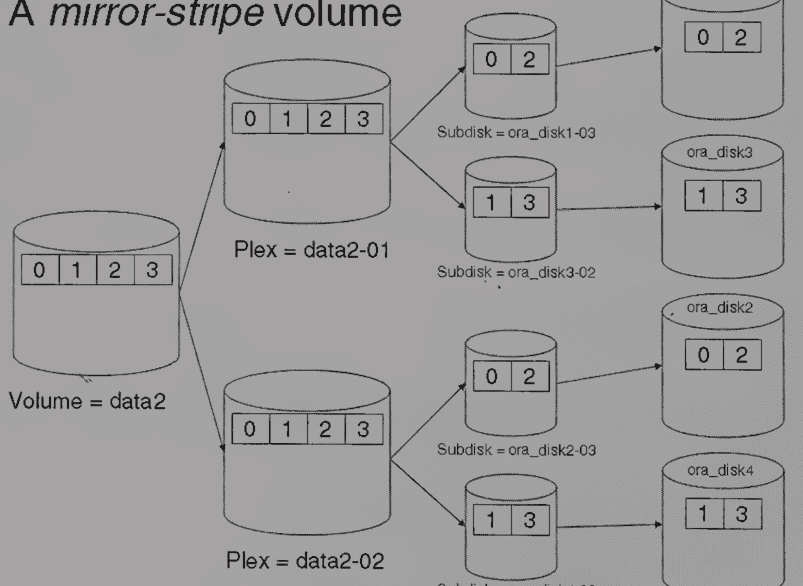 A mirror-stripe volume
0 2
0 2
0 1 2 3
Subdisk = ora_disk1-03
ora_disk3
1 3
1 3
Plex = data2-01
0 1 2 3
Subdisk = ora_disk3-02
ora_disk2
0 2
0 2
Volume = data2
0 1 2 3
Subdisk = ora_disk2-03
ora_disk4
1 3
1 3
Plex = data2-02